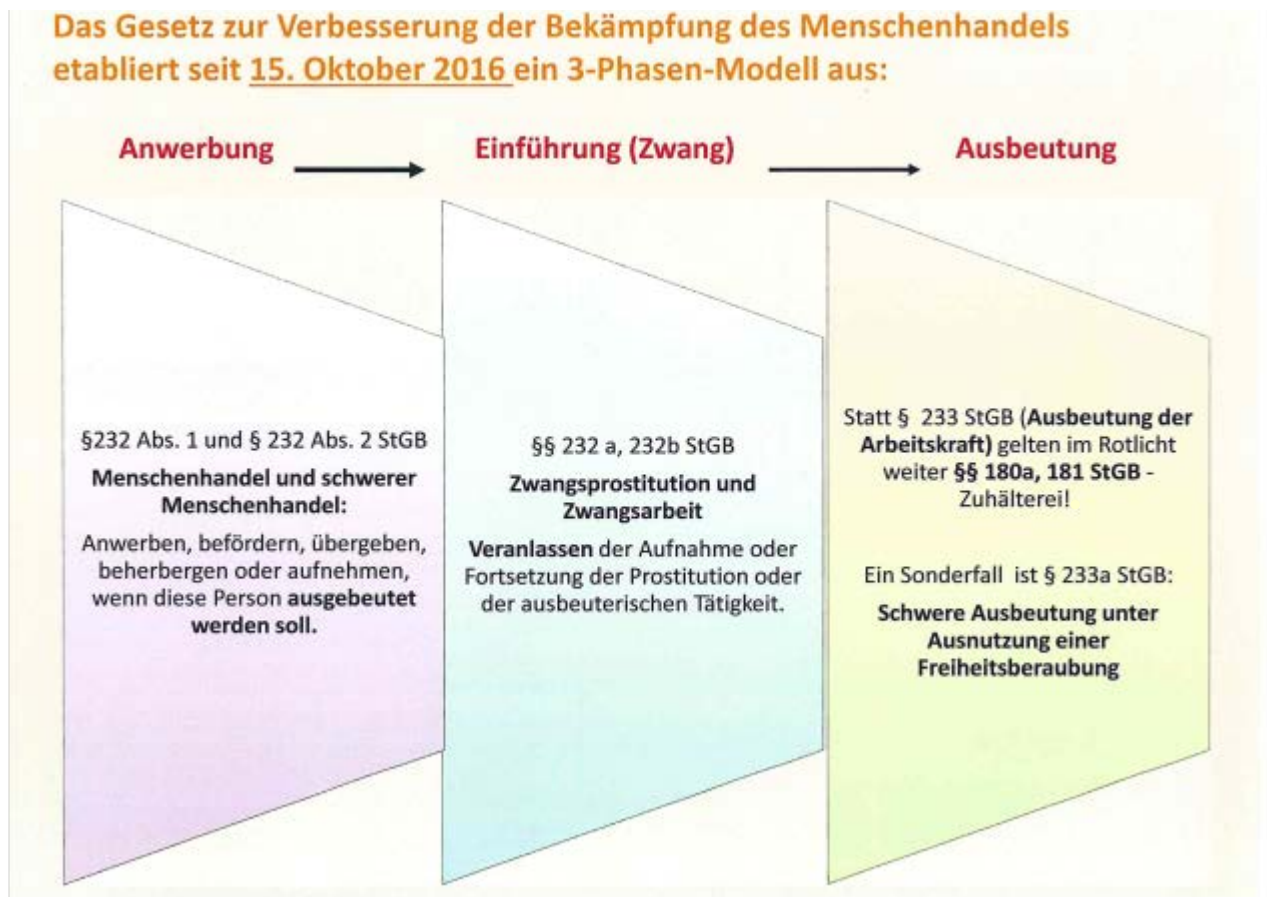 Das Gesetz zur Verbesserung der Bekämpfung des Menschenhandels
etabliert seit 15. Oktober 2016 ein 3-Phasen-Modell aus:
Anwerbung
Einführung (Zwang)
Ausbeutung
§232 Abs. 1 und § 232 Abs. 2 StGB
Menschenhandel und schwerer
Menschenhandel:
Anwerben, befördern, übergeben,
beherbergen oder aufnehmen,
wenn diese Person ausgebeutet
werden soll.
§§ 232 a, 232b StGB
Zwangsprostitution und
Zwangsarbeit
Veranlassen der Aufnahme oder
Fortsetzung der Prostitution oder
der ausbeuterischen Tätigkeit.
Statt § 233 StGB (Ausbeutung der
Arbeitskraft) gelten im Rotlicht
weiter §§ 180a, 181 StGB -
Zuhälterei!
Ein Sonderfall ist § 233a StGB:
Schwere Ausbeutung unter
Ausnutzung einer
Freiheitsberaubung